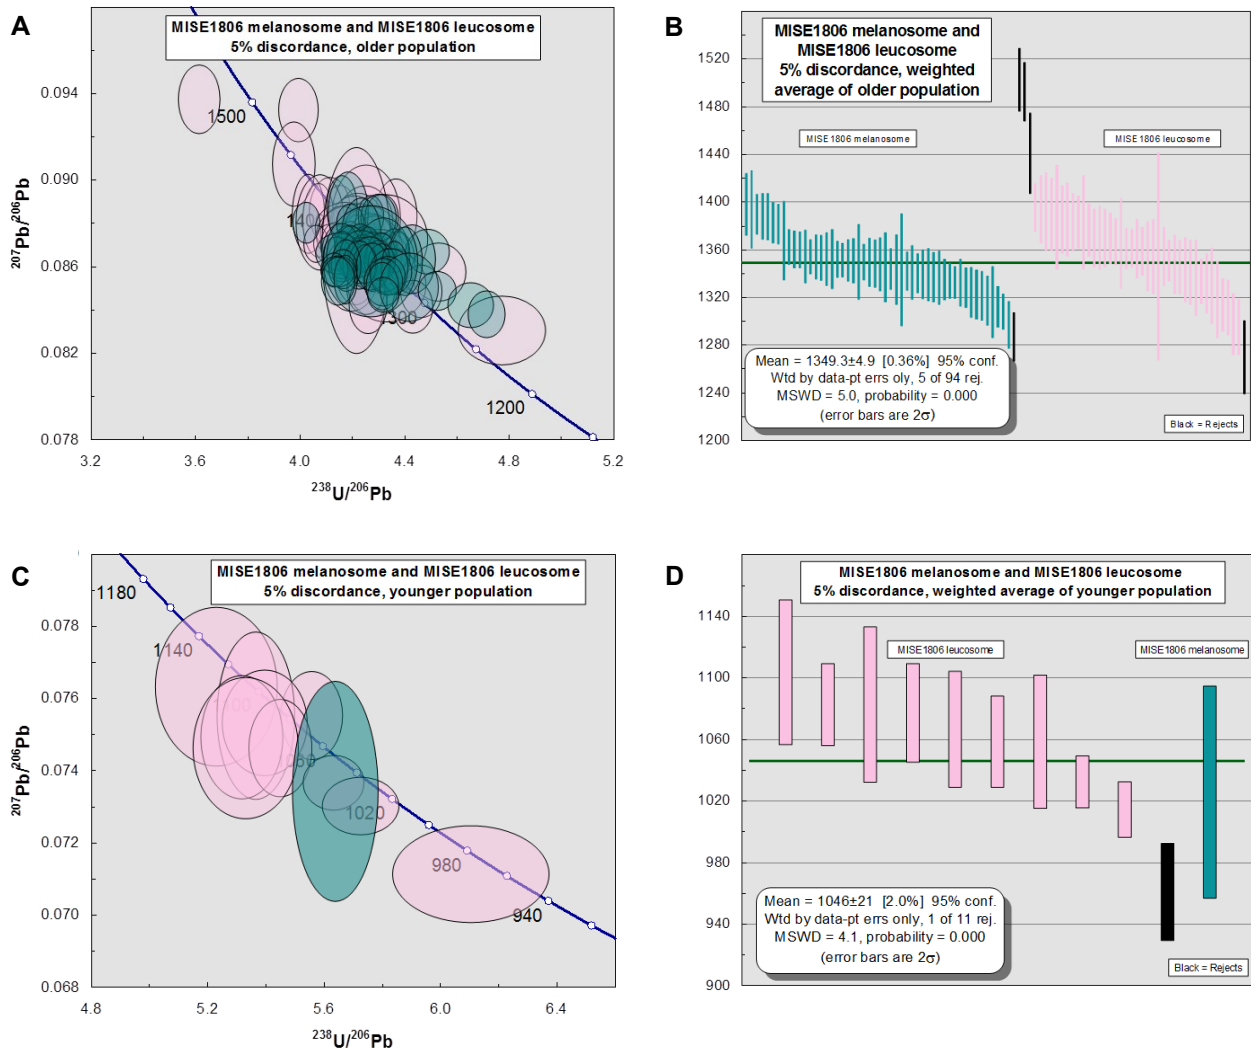 A
MISE1806 melanosome and MISE1806 leucosome
5% discordance, older population
0.094
0.090
0.086
0.082
0.078
207Pb/206Pb
1500
1200
3.2 3.6 4.0 4.4 4.8 5.2
238U/206Pb
B
MISE1806 melanosome and
MISE1806 leucosome
5% discordance, weighted
average of older population
1520
1480
1440
1400
1360
1320
1280
1240
1200
MISE1806 melanosome
MISE1806 leucosome
Mean = 1349.3±4.9 [0.36%] 95% conf.
Wtd by data-pt errs oly, 5 of 94 rej.
MSWD = 5.0, probability = 0.000
(error bars are 2σ)
Black = Rejects
C
MISE1806 melanosome and MISE1806 leucosome
5% discordance, younger population
0.078
0.076
0.074
0.072
0.070
0.068
207Pb/206Pb
1180
1140
1100
1020
980
940
4.8 5.2 5.6 6.0 6.4
238U/206Pb
D
MISE1806 melanosome and MISE1806 leucosome
5% discordance, weighted average of younger population
1140
1100
1060
1020
980
940
900
MISE1806 leucosome
MISE1806 melanosome
Mean = 1046±21 [2.0%] 95% conf.
Wtd by data-pt errs only, 1 of 11 rej.
MSWD = 4.1, probability = 0.000
(error bars are 2σ)
Black = Rejects